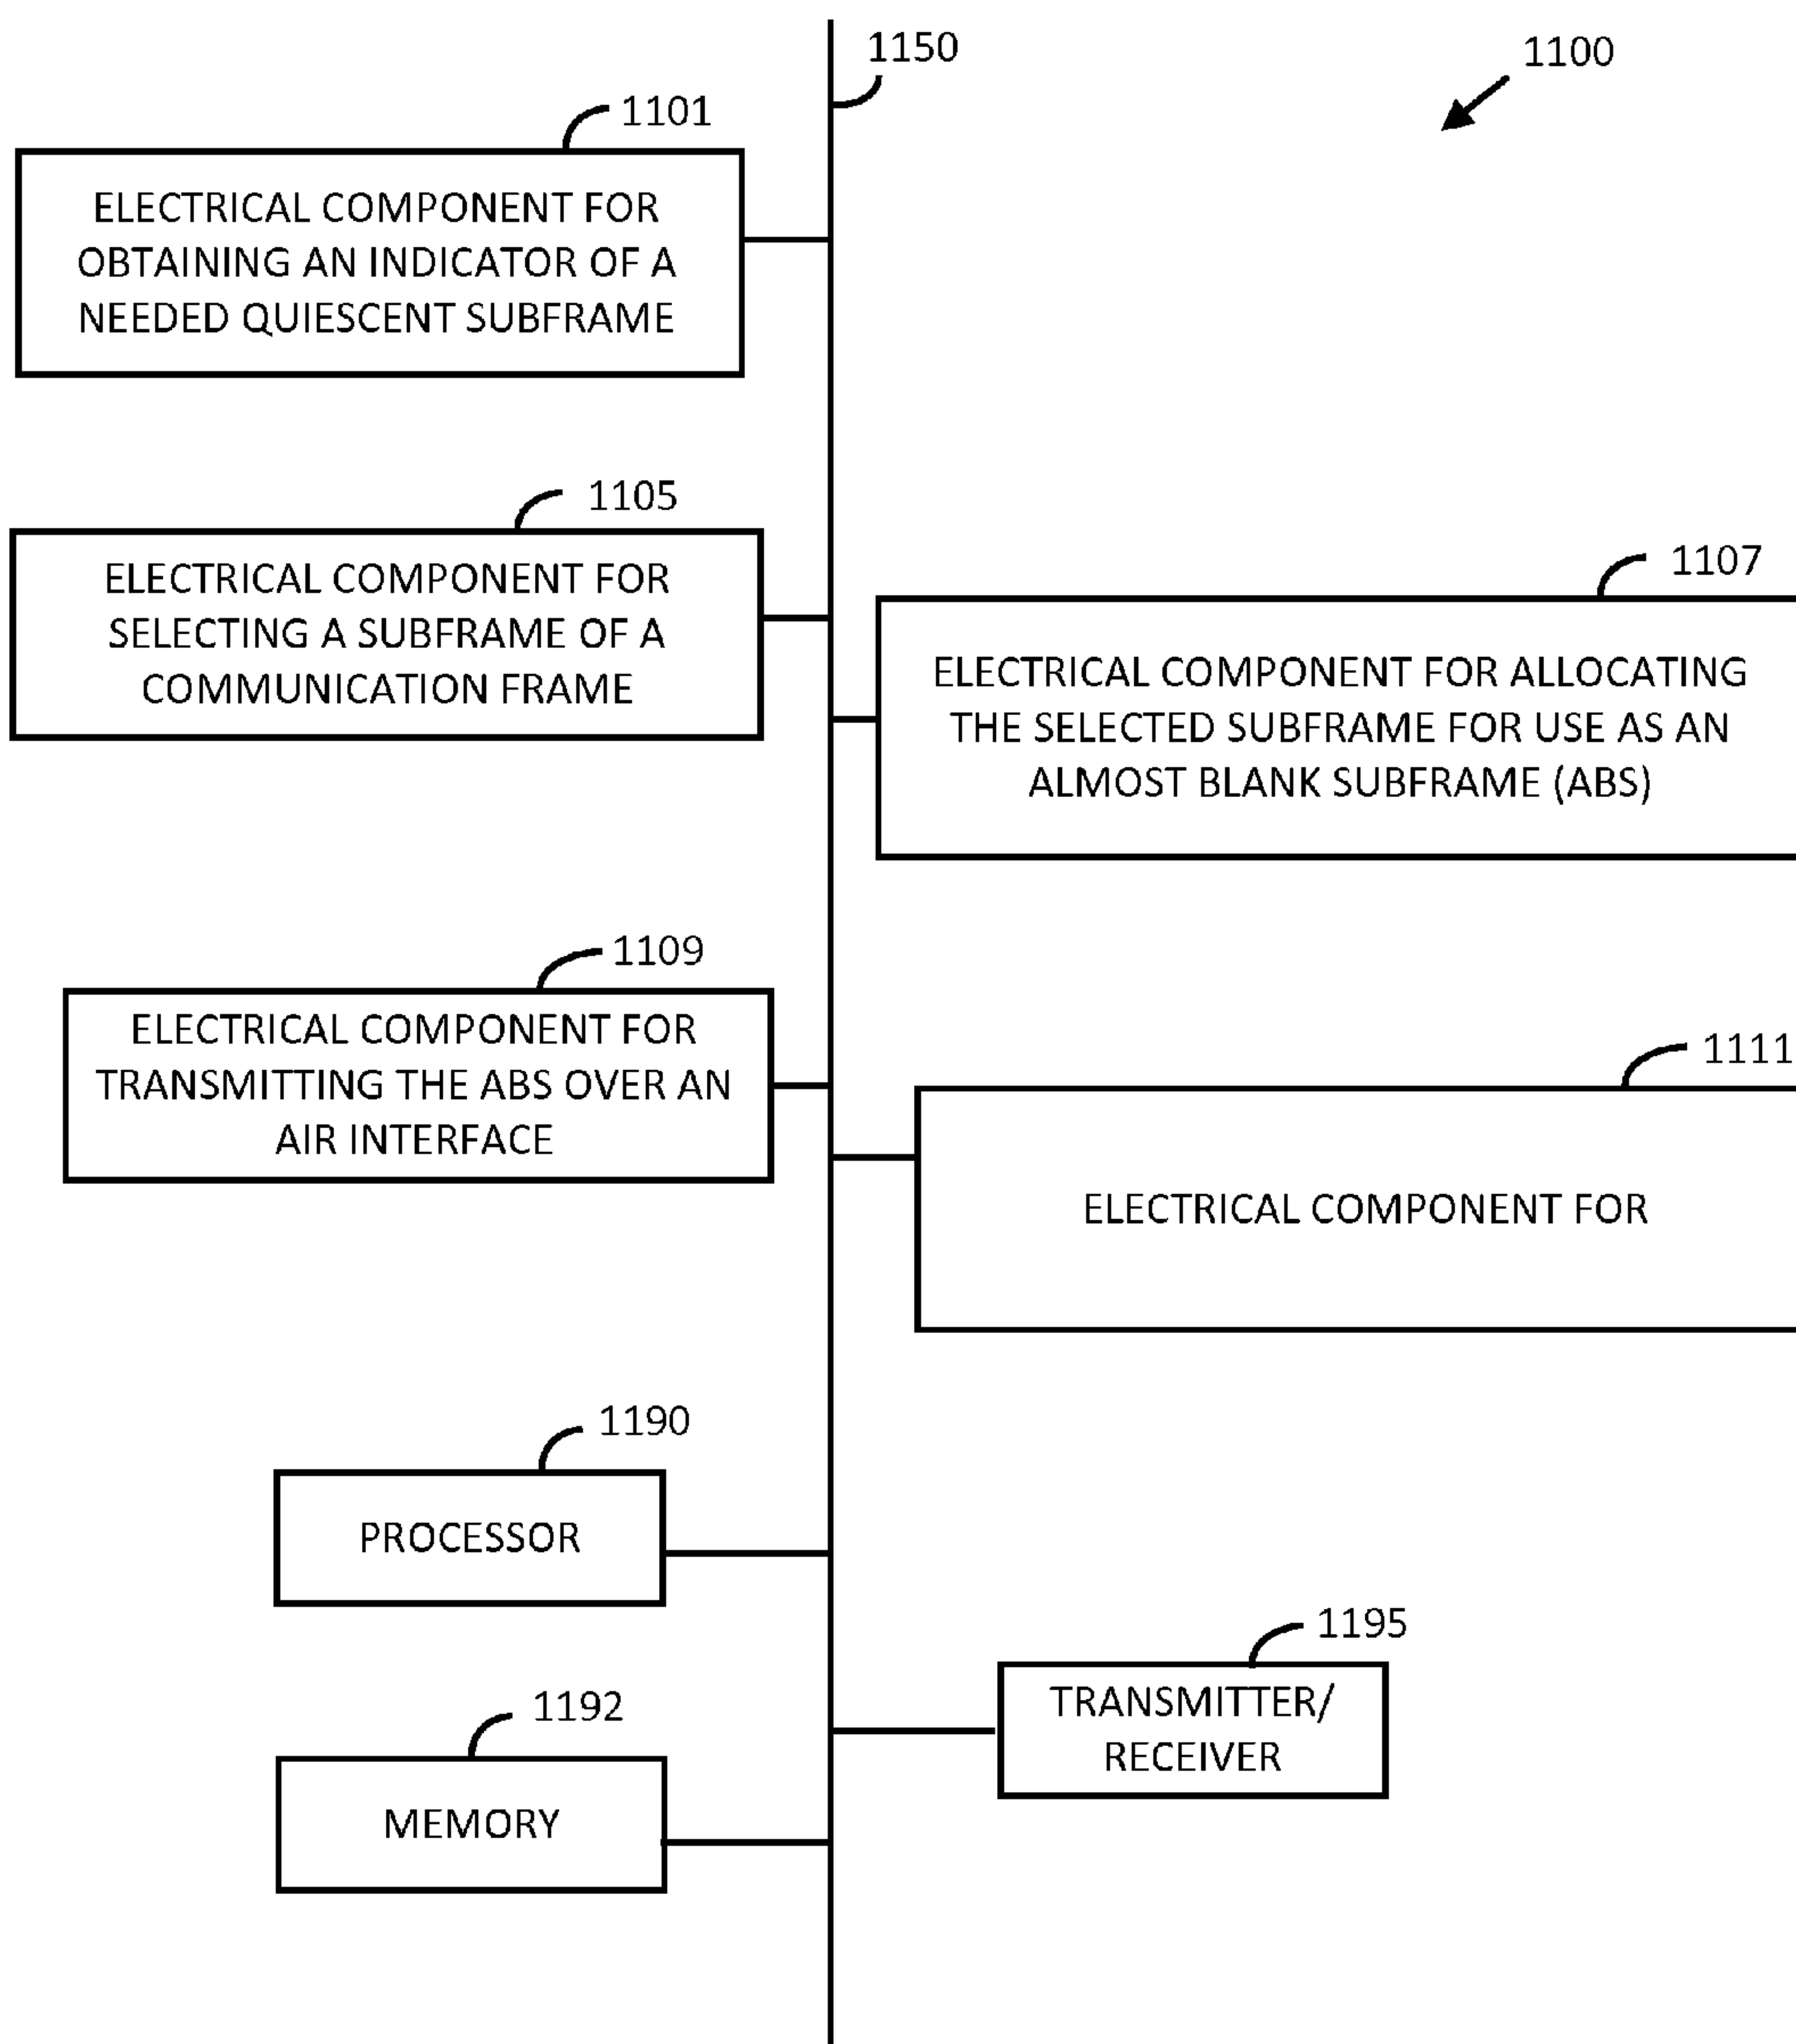 1150
1100
1101
ELECTRICAL COMPONENT FOR
OBTAINING AN INDICATOR OF A
NEEDED QUIESCENT SUBFRAME
1105
ELECTRICAL COMPONENT FOR
SELECTING A SUBFRAME OF A
COMMUNICATION FRAME
1107
ELECTRICAL COMPONENT FOR ALLOCATING
THE SELECTED SUBFRAME FOR USE AS AN
ALMOST BLANK SUBFRAME (ABS)
1109
ELECTRICAL COMPONENT FOR
TRANSMITTING THE ABS OVER AN
AIR INTERFACE
1111
ELECTRICAL COMPONENT FOR
1190
PROCESSOR
1195
TRANSMITTER/
RECEIVER
1192
MEMORY